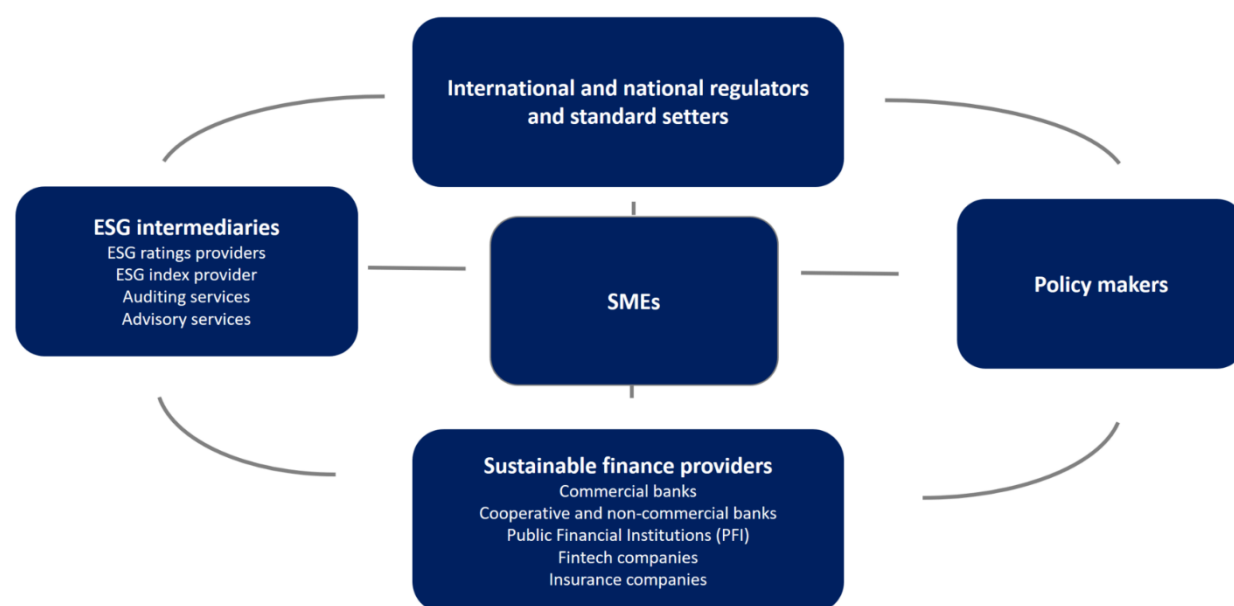 International and national regulators
and standard setters
ESG intermediaries
ESG ratings providers
ESG index provider
Auditing services
Advisory services
SMEs
Policy makers
Sustainable finance providers
Commercial banks
Cooperative and non-commercial banks
Public Financial Institutions (PFI)
Fintech companies
Insurance companies